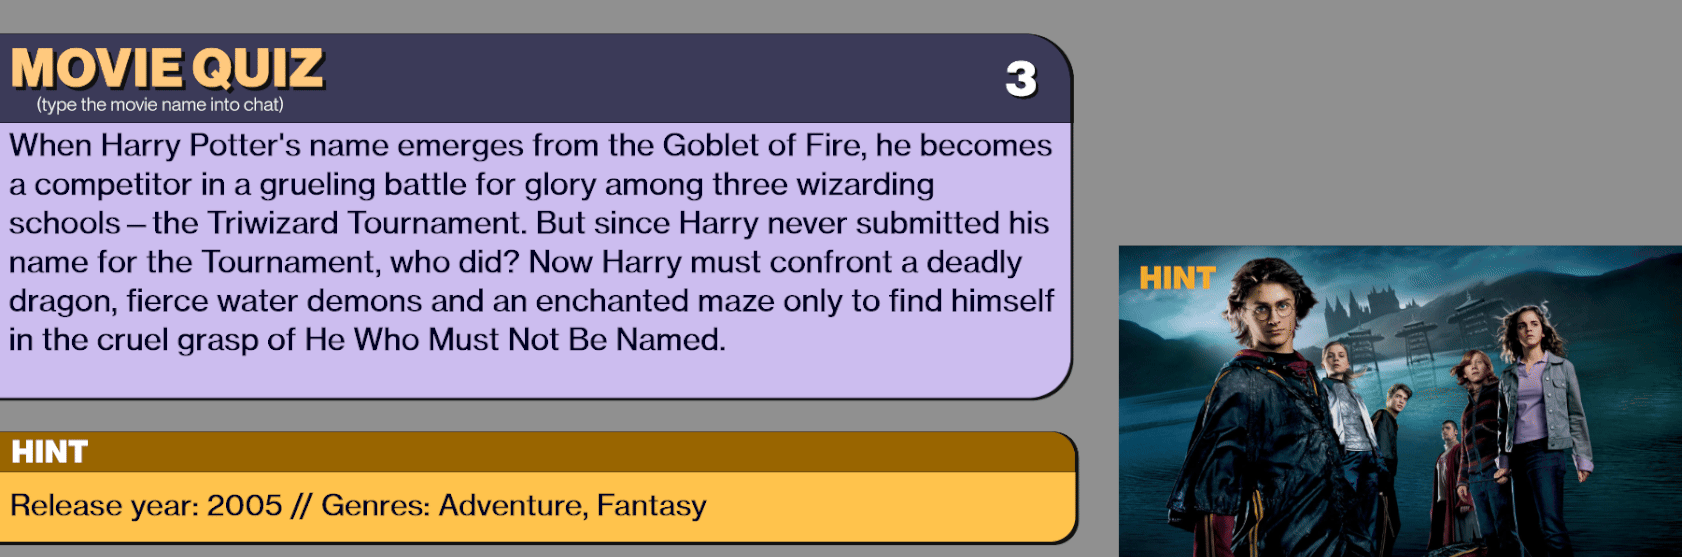 MOVIE QUIZ
3
(type the movie name into chat)
When Harry Potter's name emerges from the Goblet of Fire, he becomes
a competitor in a grueling battle for glory among three wizarding
schools – the Triwizard Tournament. But since Harry never submitted his
name for the Tournament, who did? Now Harry must confront a deadly
dragon, fierce water demons and an enchanted maze only to find himself
in the cruel grasp of He Who Must Not Be Named.
HINT
HINT
Release year: 2005 // Genres: Adventure, Fantasy